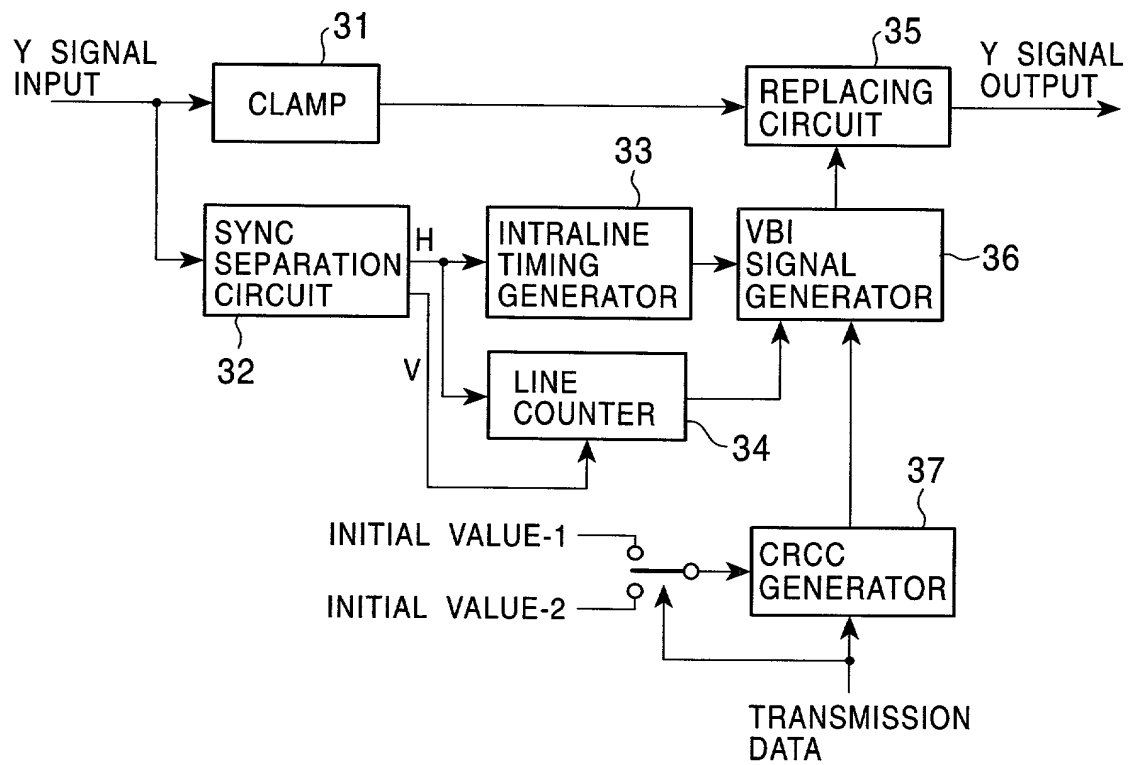 31
35
Y SIGNAL
INPUT
CLAMP
REPLACING
CIRCUIT
Y SIGNAL
OUTPUT
33
SYNC
SEPARATION
CIRCUIT
32
H
V
INTRALINE
TIMING
GENERATOR
VBI
SIGNAL
GENERATOR
36
LINE
COUNTER
34
37
INITIAL VALUE-1
INITIAL VALUE-2
CRCC
GENERATOR
TRANSMISSION
DATA